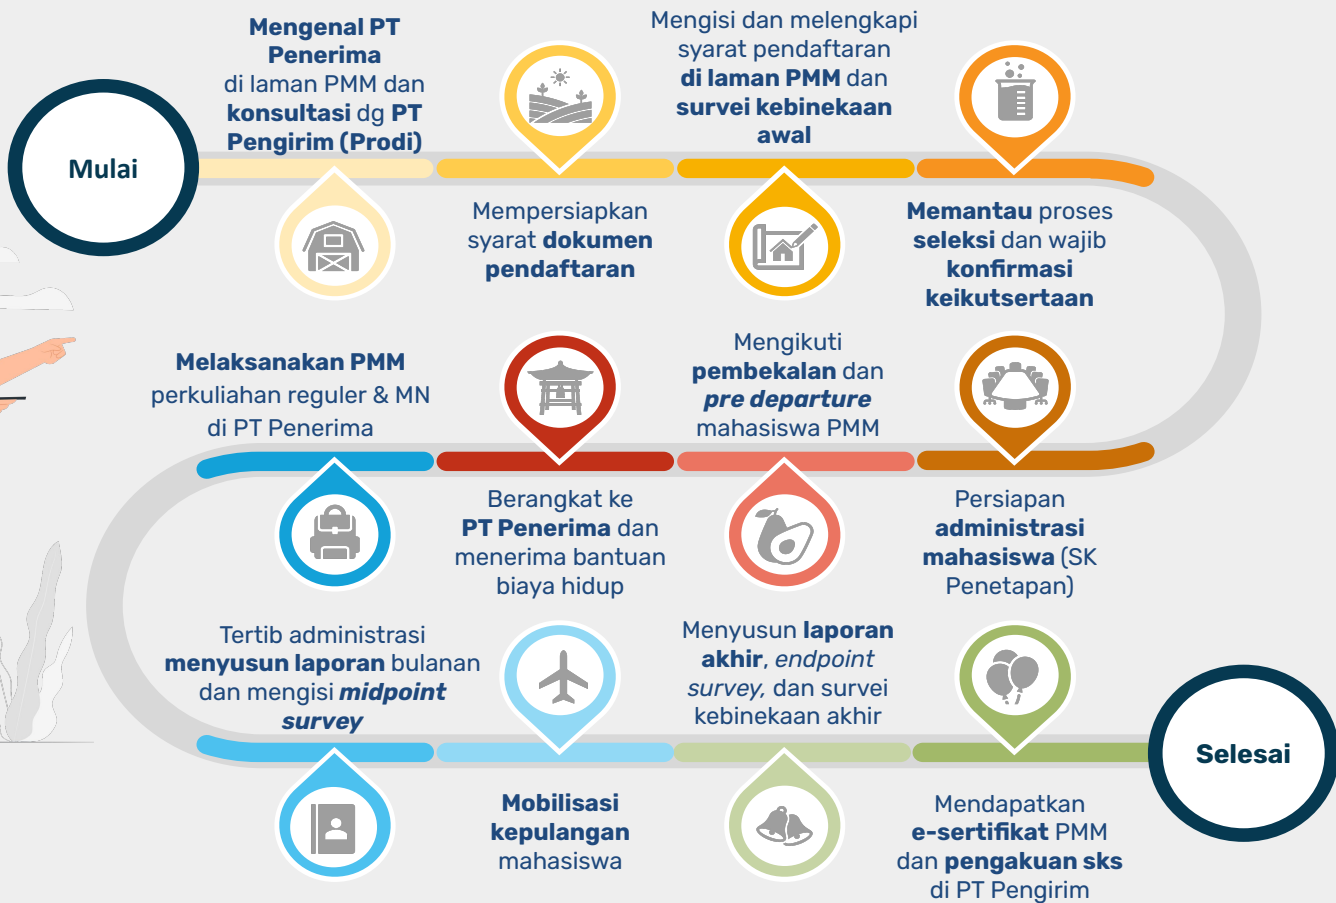 Mulai
Mengenal PT
Penerima
di laman PMM dan
konsultasi dg PT
Pengirim (Prodi)
Mempersiapkan
syarat dokumen
pendaftaran
Mengisi dan melengkapi
syarat pendaftaran
di laman PMM dan
survei kebinekaan
awal
Memantau proses
seleksi dan wajib
konfirmasi
keikutsertaan
Persiapan
administrasi
mahasiswa (SK
Penetapan)
Mengikuti
pembekalan dan
pre departure
mahasiswa PMM
Berangkat ke
PT Penerima dan
menerima bantuan
biaya hidup
Melaksanakan PMM
perkuliahan reguler & MN
di PT Penerima
Tertib administrasi
menyusun laporan bulanan
dan mengisi midpoint
survey
Mobilisasi
kepulangan
mahasiswa
Menyusun laporan
akhir, endpoint
survey, dan survei
kebinekaan akhir
Mendapatkan
e-sertifikat PMM
dan pengakuan sks
di PT Pengirim
Selesai